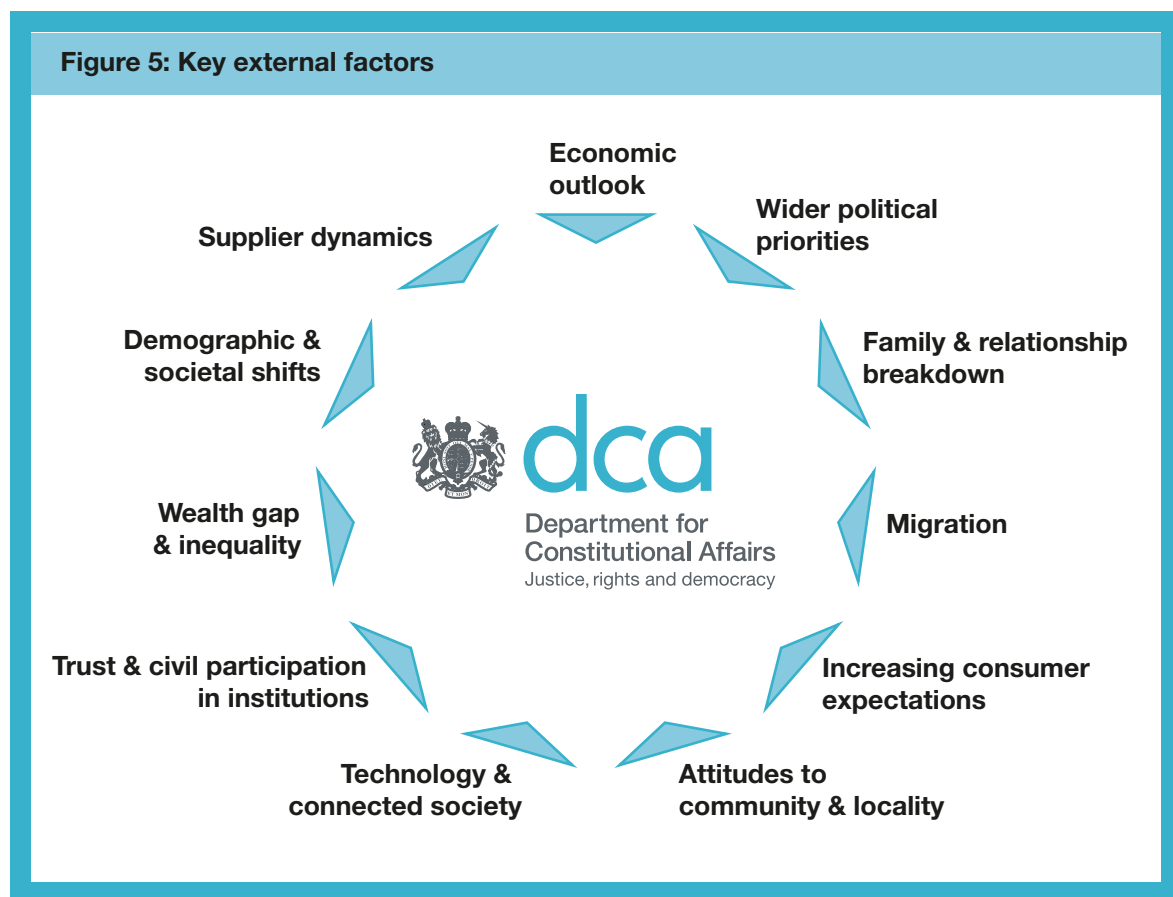 Figure 5: Key external factors
Economic
outlook
Wider political
priorities
Family & relationship
breakdown
Migration
Increasing consumer
expectations
Attitudes to
community & locality
Technology &
connected society
Trust & civil participation
in institutions
Wealth gap
& inequality
Demographic &
societal shifts
Supplier dynamics
dca
Department for
Constitutional Affairs
Justice, rights and democracy